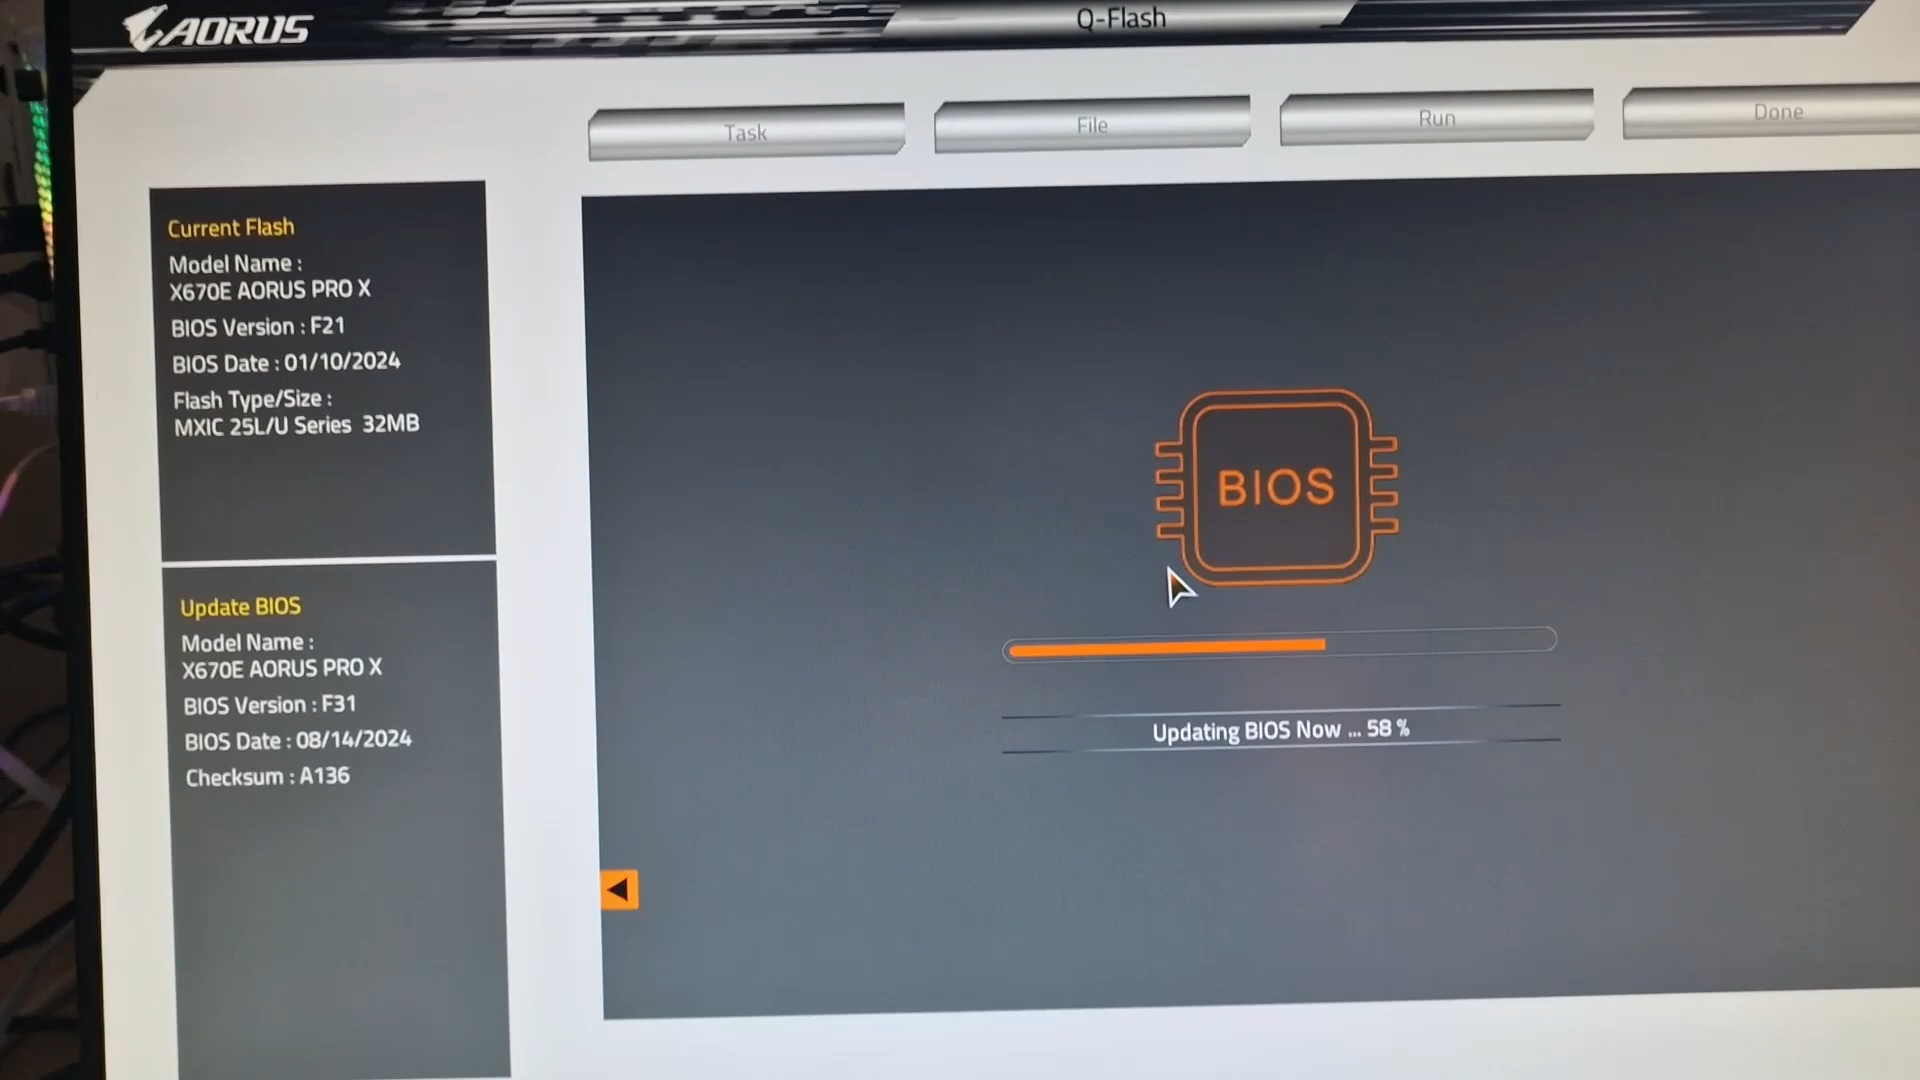 AORUS
Q-Flash
Task
File
Run
Done
Current Flash
Model Name :
X670E AORUS PRO X
BIOS Version : F21
BIOS Date : 01/10/2024
Flash Type/Size :
MXIC 25L/U Series 32MB
Update BIOS
Model Name :
X670E AORUS PRO X
BIOS Version : F31
BIOS Date : 08/14/2024
Checksum : A136
BIOS
Updating BIOS Now ... 58 %